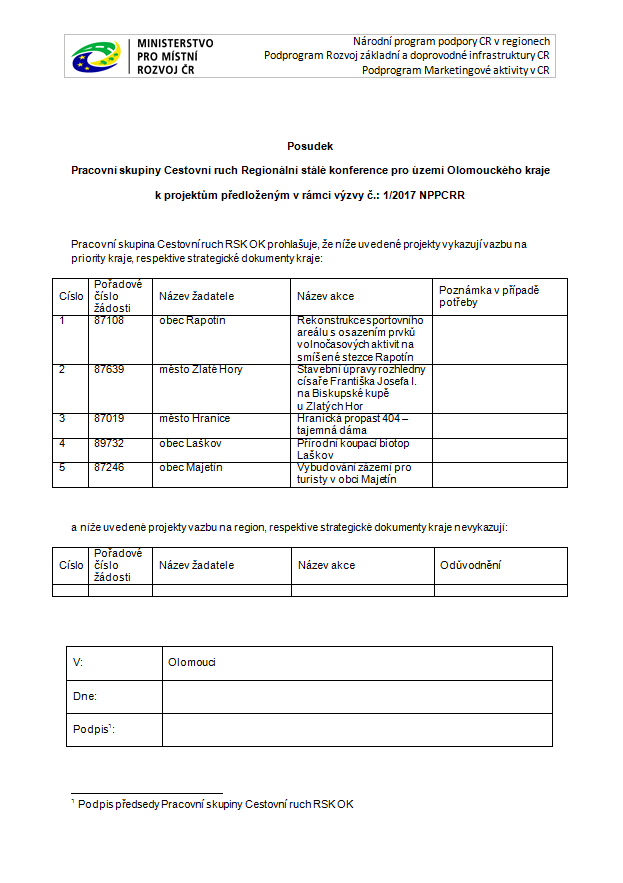 MINISTERSTVO
PRO MÍSTNÍ
ROZVOJ ČR
Národní program podpory CR v regionech
Podprogram Rozvoj základní a doprovodné infrastruktury CR
Podprogram Marketingové aktivity v CR
Posudek
Pracovní skupiny Cestovní ruch Regionální stálé konference pro území Olomouckého kraje
k projektům předloženým v rámci výzvy č.: 1/2017 NPPCRR
Pracovní skupina Cestovní ruch RSK OK prohlašuje, že níže uvedené projekty vykazují vazbu na
priority kraje, respektive strategické dokumenty kraje:
Číslo
Pořadové
číslo
žádosti
Název žadatele
Název akce
Poznámka v případě
potřeby
1
87108
obec Rapotín
Rekonstrukce sportovního
areálu s osazením prvků
volnočasových aktivit na
smíšené stezce Rapotín
2
87639
město Zlaté Hory
Stavební úpravy rozhledny
císaře Františka Josefa I.
na Biskupské kupě
u Zlatých Hor
3
87019
město Hranice
Hranická propast 404 –
tajemná dáma
4
89732
obec Laškov
Přírodní koupací biotop
Laškov
5
87246
obec Majetín
Vybudování zázemí pro
turisty v obci Majetín
a níže uvedené projekty vazbu na region, respektive strategické dokumenty kraje nevykazují:
Číslo
Pořadové
číslo
žádosti
Název žadatele
Název akce
Odůvodnění
V:
Olomouci
Dne:
Podpis¹:
¹ Podpis předsedy Pracovní skupiny Cestovní ruch RSK OK